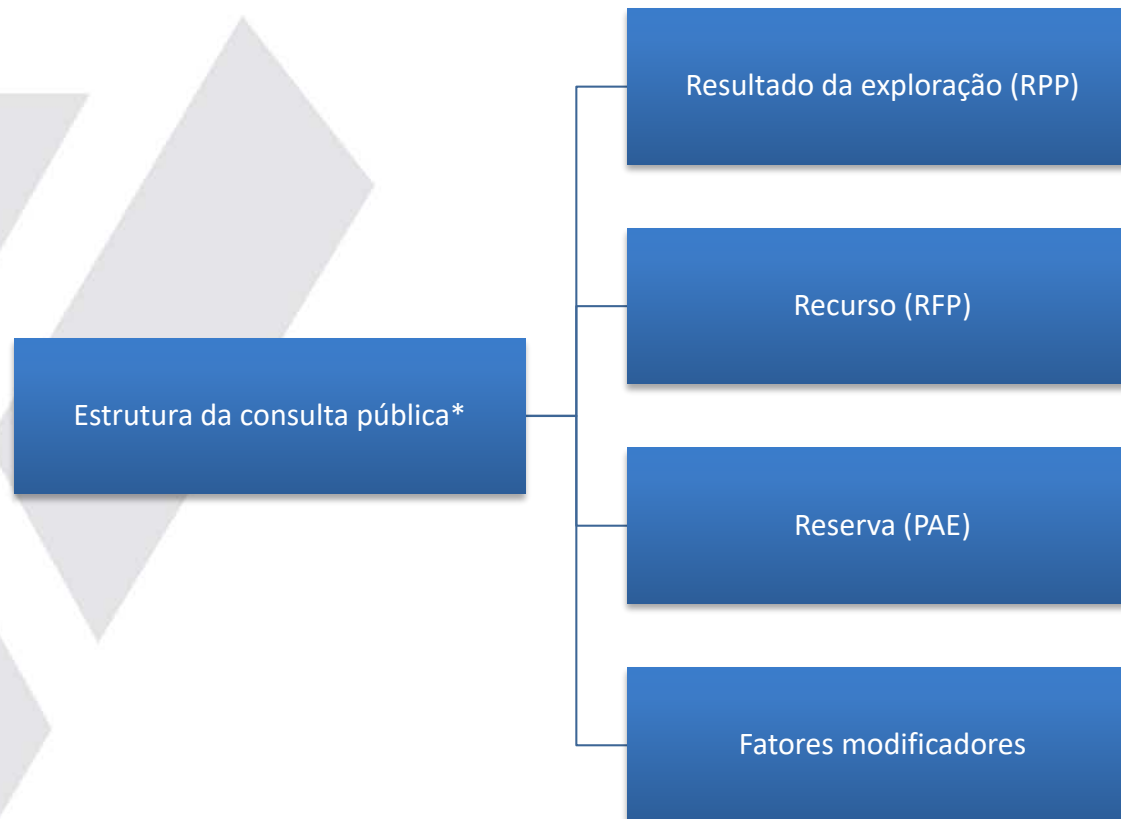 Resultado da exploração (RPP)
Recurso (RFP)
Estrutura da consulta pública*
Reserva (PAE)
Fatores modificadores